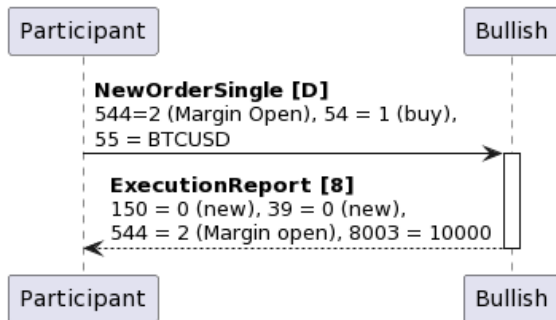 Participant
Bullish
NewOrderSingle [D]
544=2 (Margin Open), 54 = 1 (buy),
55 = BTCUSD
ExecutionReport [8]
150 = 0 (new), 39 = 0 (new),
544 = 2 (Margin open), 8003 = 10000
Participant
Bullish